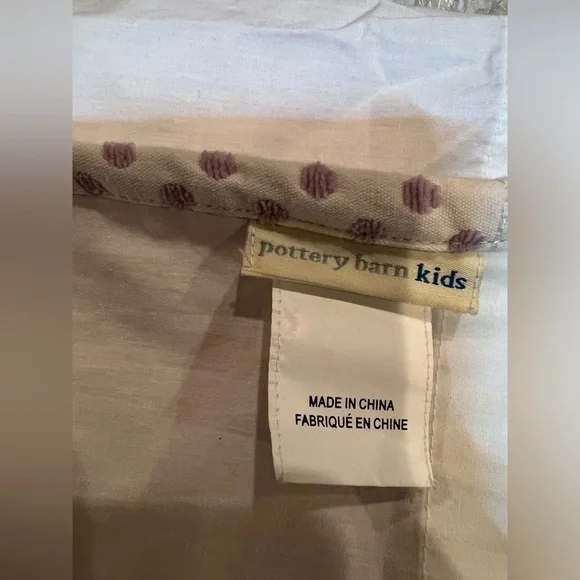 pottery barn kids
MADE IN CHINA
FABRIQUÉ EN CHINE